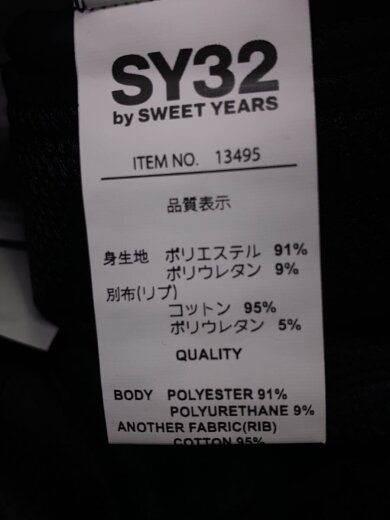 SY32
by SWEET YEARS
ITEM NO. 13495
品質表示
身生地 ポリエステル 91%
ポリウレタン 9%
別布(リブ)
コットン 95%
ポリウレタン 5%
QUALITY
BODY POLYESTER 91%
POLYURETHANE 9%
ANOTHER FABRIC(RIB)
COTTON 95%